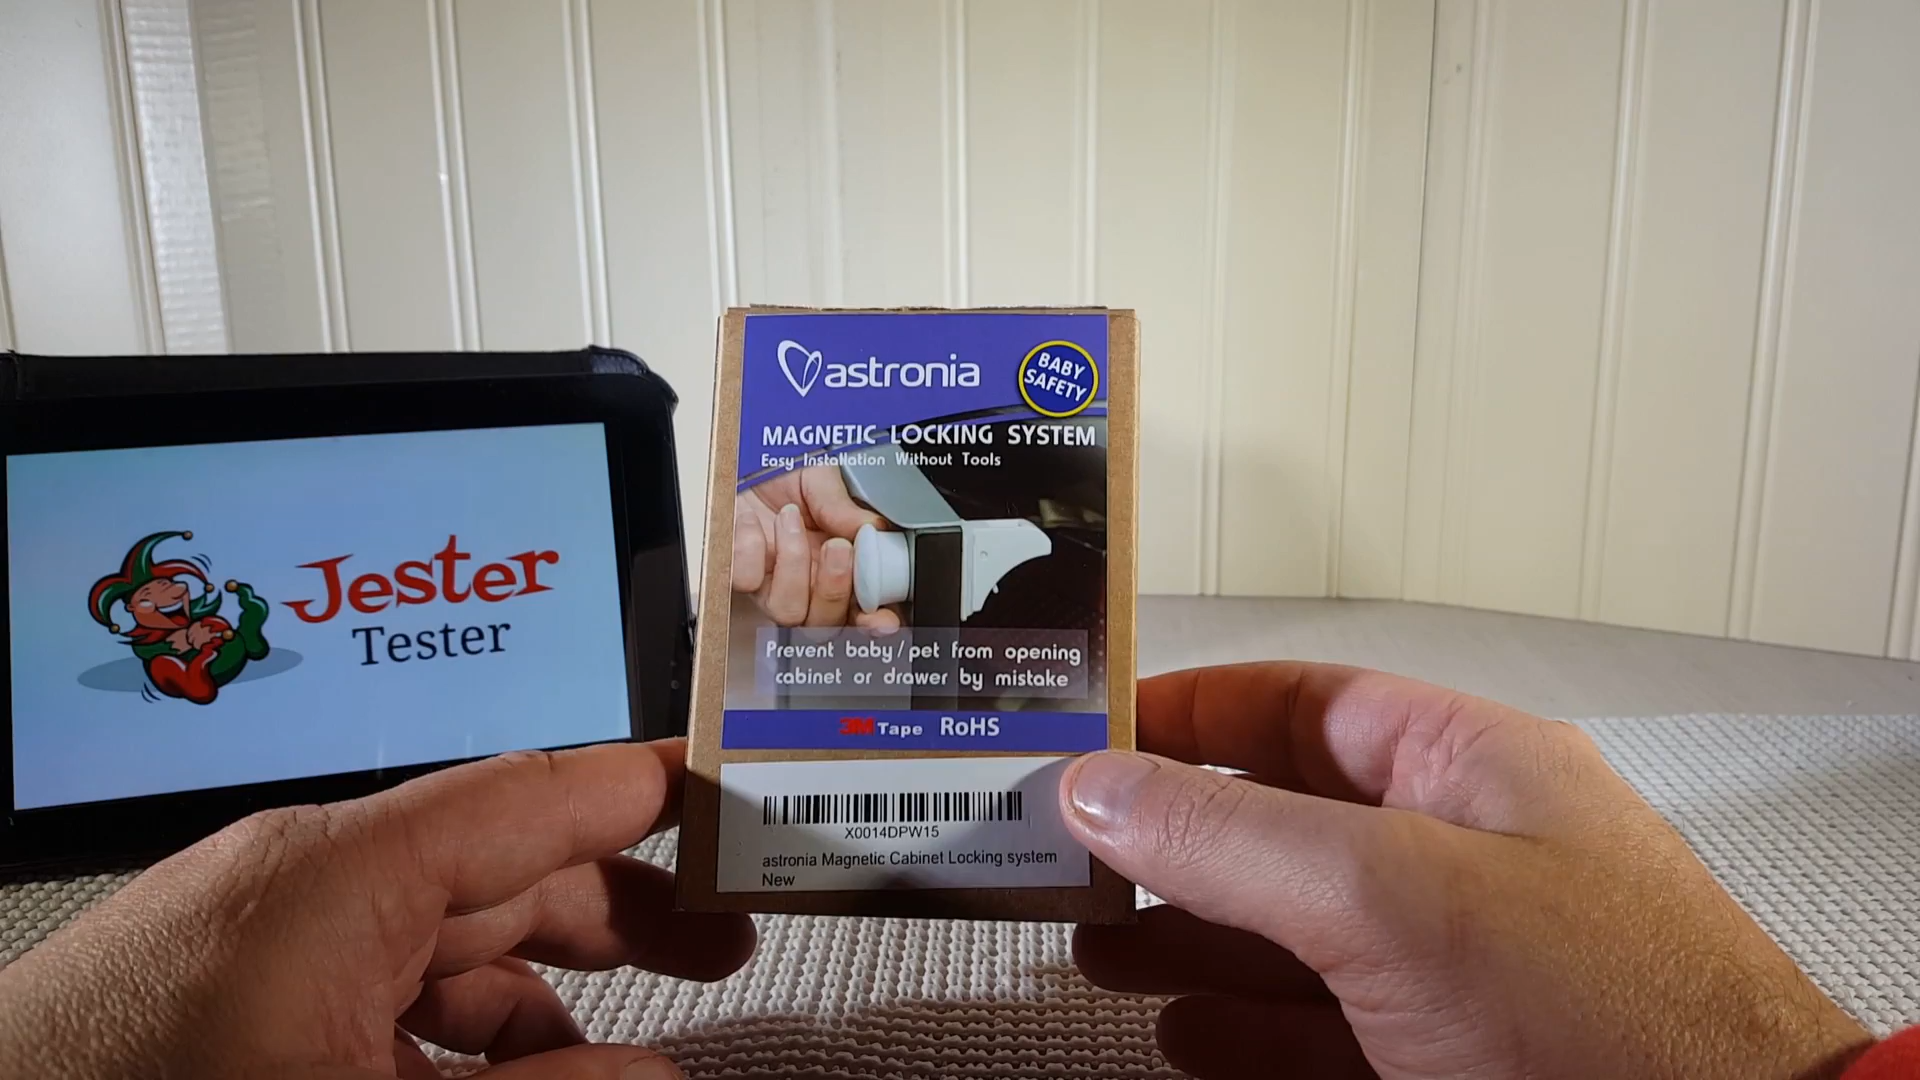 Jester
Tester
astronia
BABY
SAFETY
MAGNETIC LOCKING SYSTEM
Easy Installation Without Tools
Prevent baby/pet from opening
cabinet or drawer by mistake
3M Tape RoHS
X0014DPW15
astronia Magnetic Cabinet Locking system
New